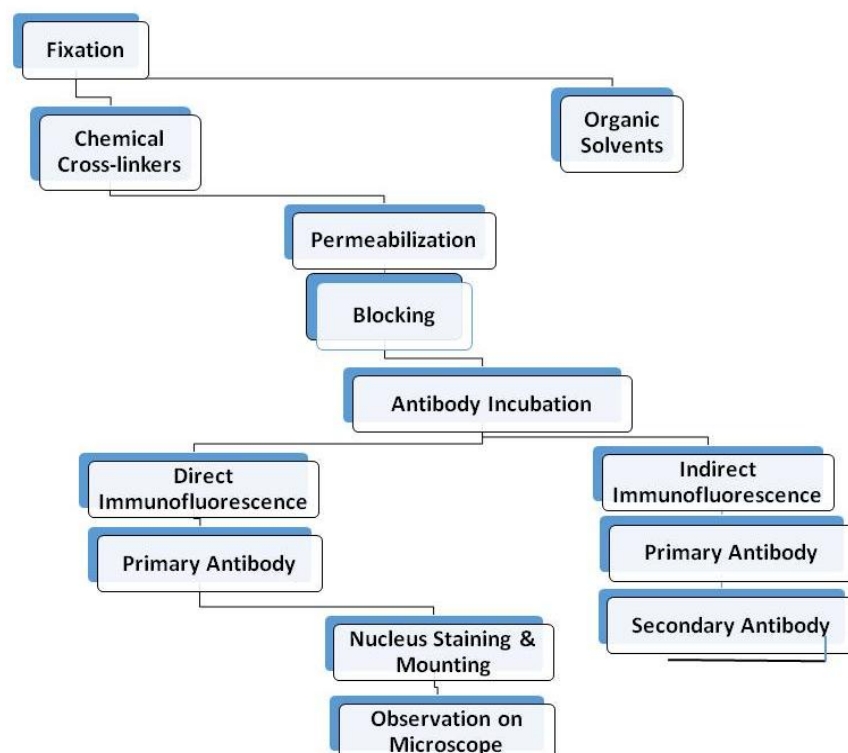 Fixation
Chemical
Cross-linkers
Organic
Solvents
Permeabilization
Blocking
Antibody Incubation
Direct
Immunofluorescence
Primary Antibody
Indirect
Immunofluorescence
Primary Antibody
Secondary Antibody
Nucleus Staining &
Mounting
Observation on
Microscope